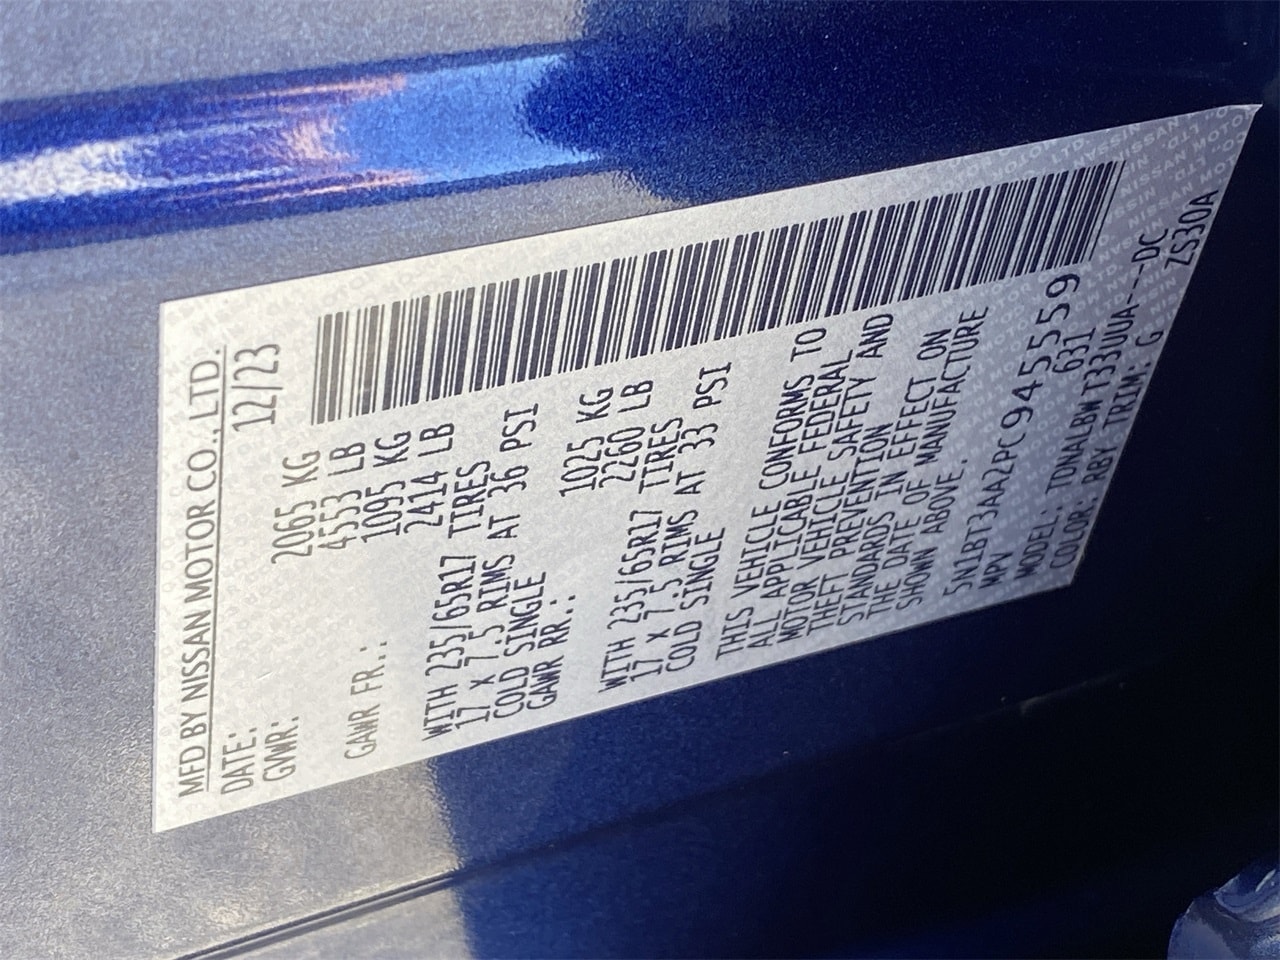 MFD BY NISSAN MOTOR CO., LTD.
DATE: 12/23
GVWR: 2065 KG
4553 LB
GAWR FR.: 1095 KG
2414 LB
WITH 235/65R17 TIRES
17 X 7.5 RIMS AT 36 PSI
COLD SINGLE
GAWR RR.: 1025 KG
2260 LB
WITH 235/65R17 TIRES
17 X 7.5 RIMS AT 33 PSI
COLD SINGLE
THIS VEHICLE CONFORMS TO
ALL APPLICABLE FEDERAL
MOTOR VEHICLE SAFETY AND
THEFT PREVENTION
STANDARDS IN EFFECT ON
THE DATE OF MANUFACTURE
SHOWN ABOVE.
5N1BT3AA2PC945559
MPV 631
MODEL: TDNALBWT33UUA---DC
COLOR: RBY TRIM: G ZS30A